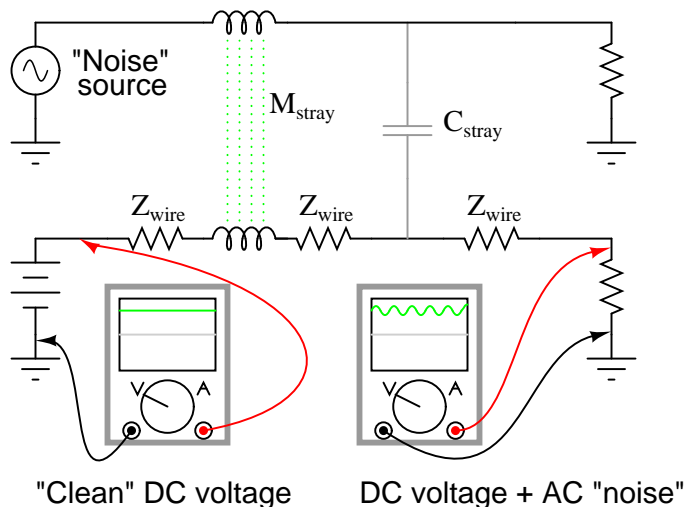 "Noise"
source
Mstray
Cstray
Zwire
Zwire
Zwire
V
A
V
A
"Clean" DC voltage
DC voltage + AC "noise"